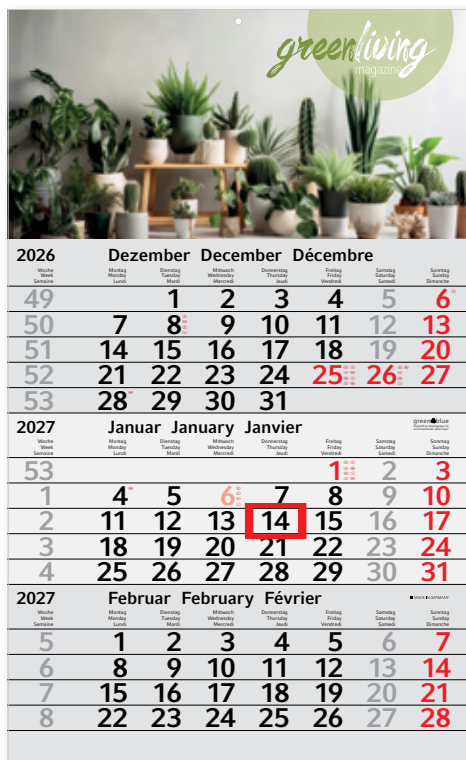 greenliving
magazine
2026 Dezember December Décembre
Woche Montag Dienstag Mittwoch Donnerstag Freitag Samstag Sonntag
Week Monday Tuesday Wednesday Thursday Friday Saturday Sunday
Semaine Lundi Mardi Mercredi Jeudi Vendredi Samedi Dimanche
49 1 2 3 4 5 6
50 7 8 9 10 11 12 13
51 14 15 16 17 18 19 20
52 21 22 23 24 25 26 27
53 28 29 30 31
2027 Januar January Janvier
green blue
Woche Montag Dienstag Mittwoch Donnerstag Freitag Samstag Sonntag
Week Monday Tuesday Wednesday Thursday Friday Saturday Sunday
Semaine Lundi Mardi Mercredi Jeudi Vendredi Samedi Dimanche
53 1 2 3
1 4 5 6 7 8 9 10
2 11 12 13 14 15 16 17
3 18 19 20 21 22 23 24
4 25 26 27 28 29 30 31
2027 Februar February Février
MADE IN GERMANY
Woche Montag Dienstag Mittwoch Donnerstag Freitag Samstag Sonntag
Week Monday Tuesday Wednesday Thursday Friday Saturday Sunday
Semaine Lundi Mardi Mercredi Jeudi Vendredi Samedi Dimanche
5 1 2 3 4 5 6 7
6 8 9 10 11 12 13 14
7 15 16 17 18 19 20 21
8 22 23 24 25 26 27 28